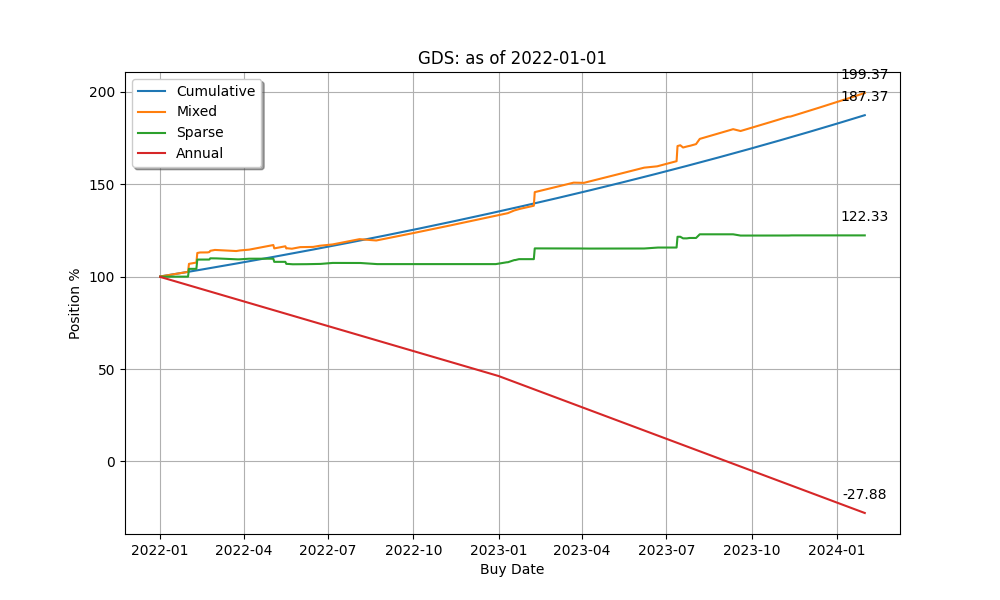 GDS: as of 2022-01-01
199.37
187.37
122.33
-27.88
Cumulative
Mixed
Sparse
Annual
Position %
200
150
100
50
0
2022-01 2022-04 2022-07 2022-10 2023-01 2023-04 2023-07 2023-10 2024-01
Buy Date